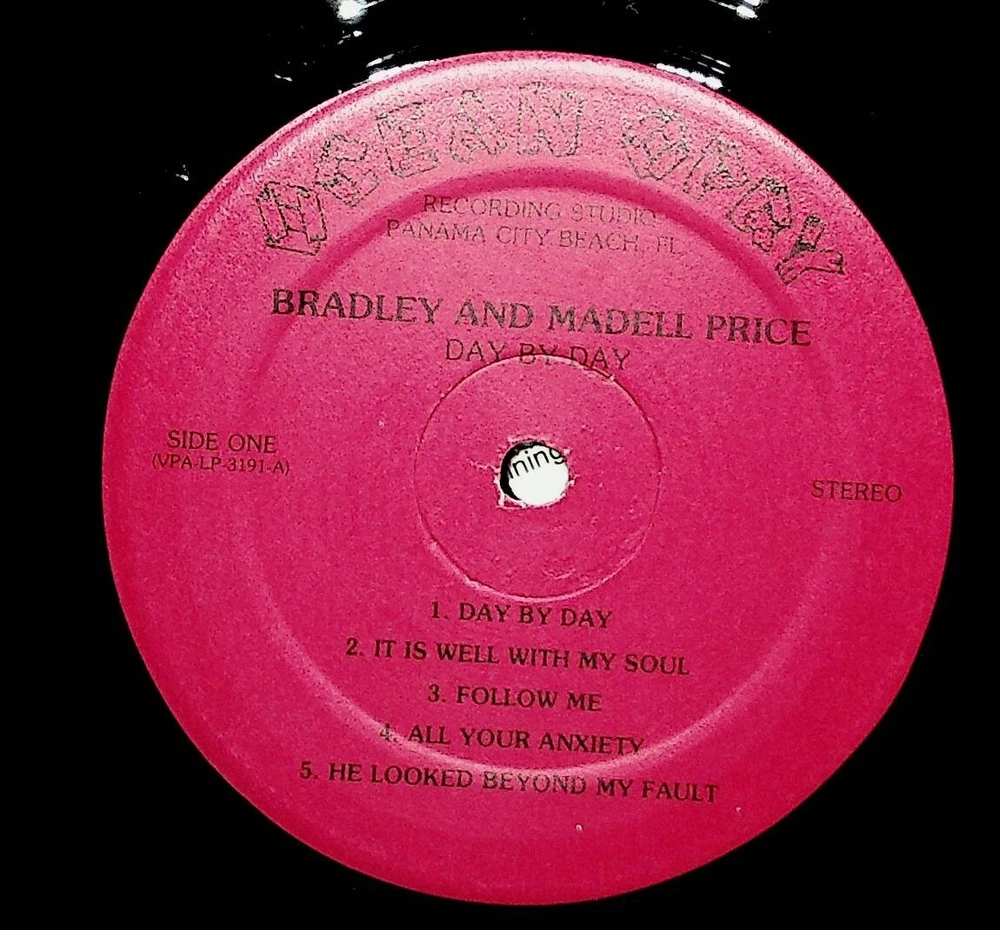 OCEAN OPRY
RECORDING STUDIO
PANAMA CITY BEACH, FL
BRADLEY AND MADELL PRICE
DAY BY DAY
SIDE ONE
(VPA-LP-3191-A)
ning
STEREO
1. DAY BY DAY
2. IT IS WELL WITH MY SOUL
3. FOLLOW ME
4. ALL YOUR ANXIETY
5. HE LOOKED BEYOND MY FAULT